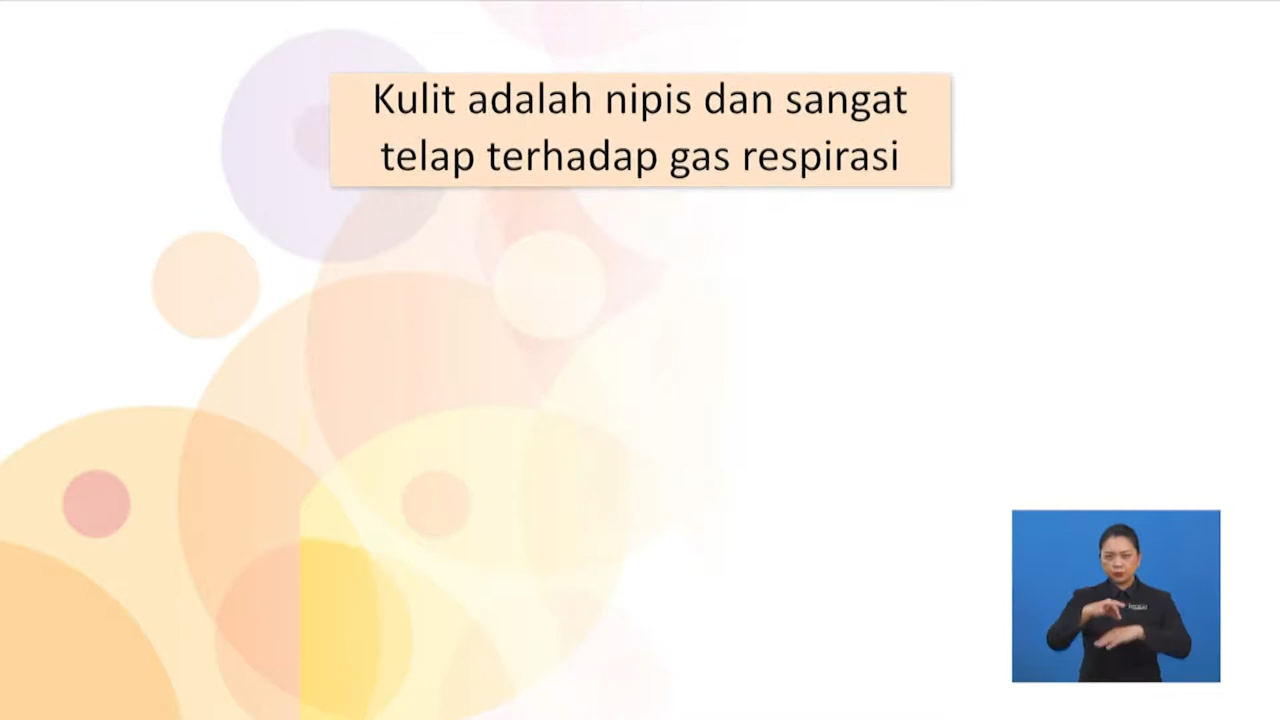 Kulit adalah nipis dan sangat
telap terhadap gas respirasi